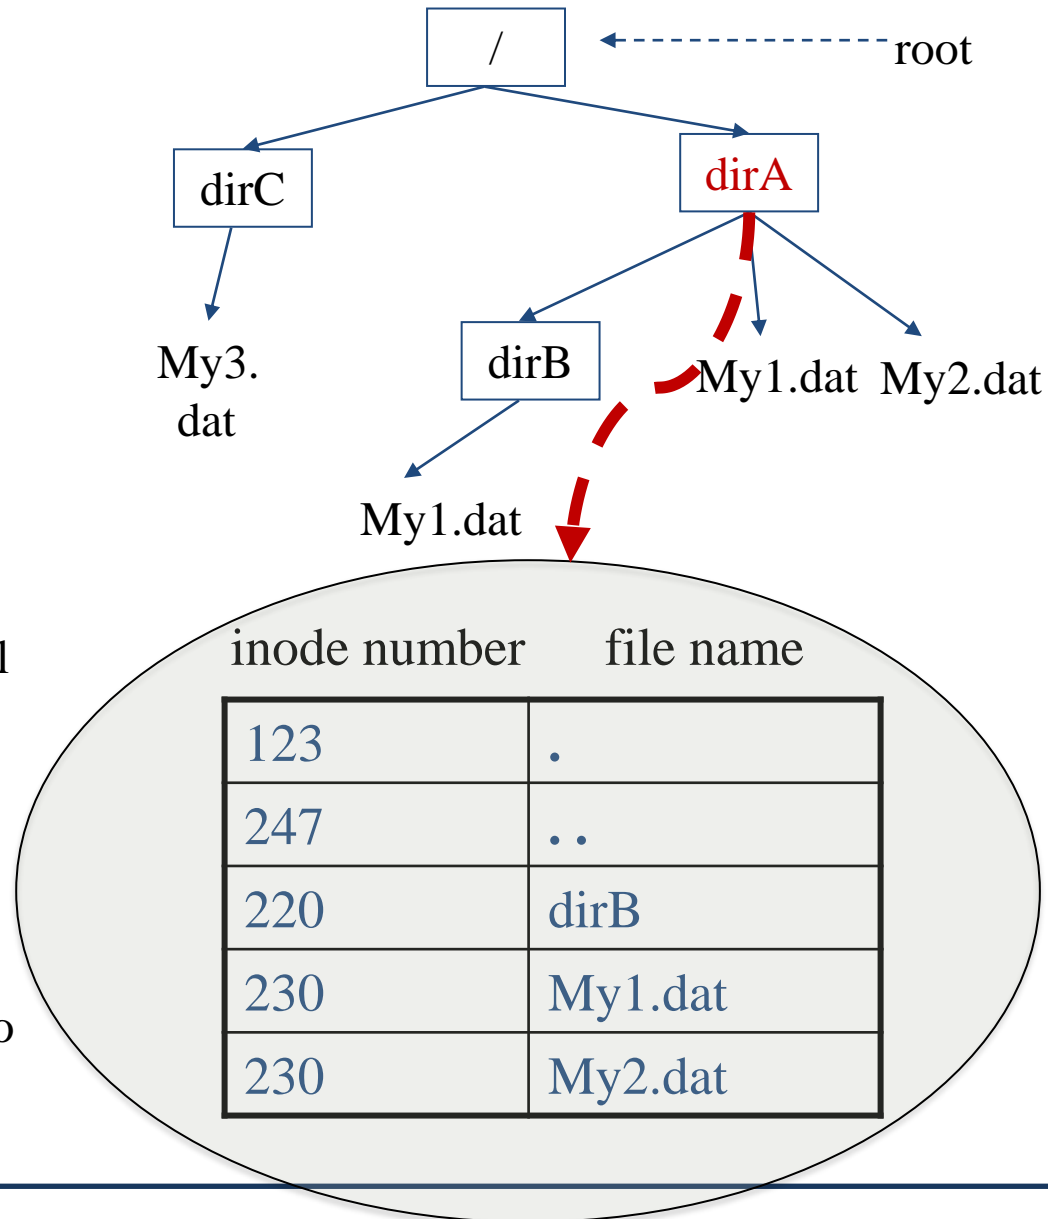 /
root
dirC
dirA
My3.
dat
dirB
My1.dat
My2.dat
My1.dat
inode number file name
123 .
247 . .
220 dirB
230 My1.dat
230 My2.dat